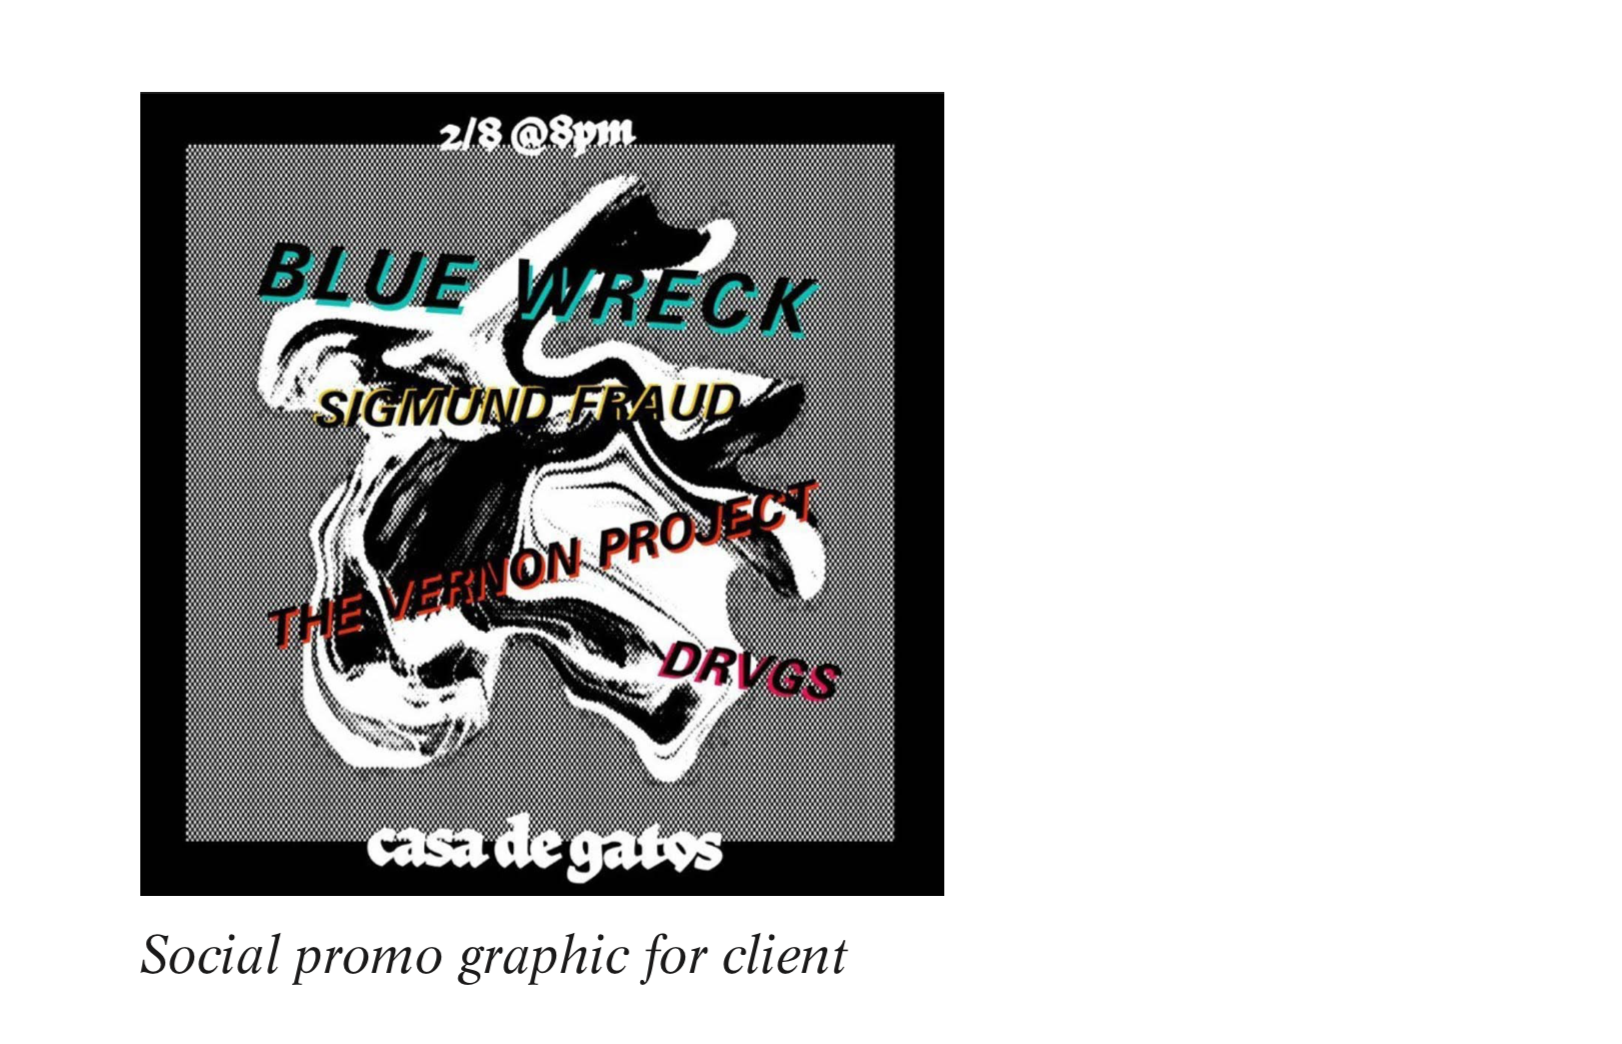 2/8 @8pm
BLUE WRECK
SIGMUND FRAUD
THE VERNON PROJECT
DRVGS
casa de gatos
Social promo graphic for client